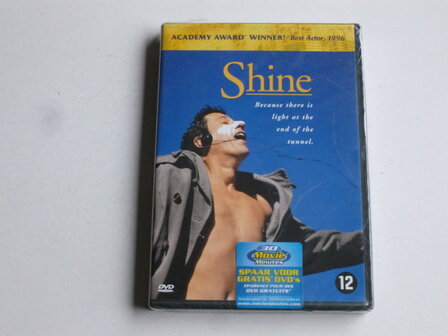 ACADEMY AWARD WINNER! Best Actor, 1996
Shine
Because there is
light at the
end of the
tunnel.
30
Movie
Minutes
SPAAR VOOR
GRATIS DVD's
EPARGNEZ POUR DES
DVD GRATUITS
DVD
12